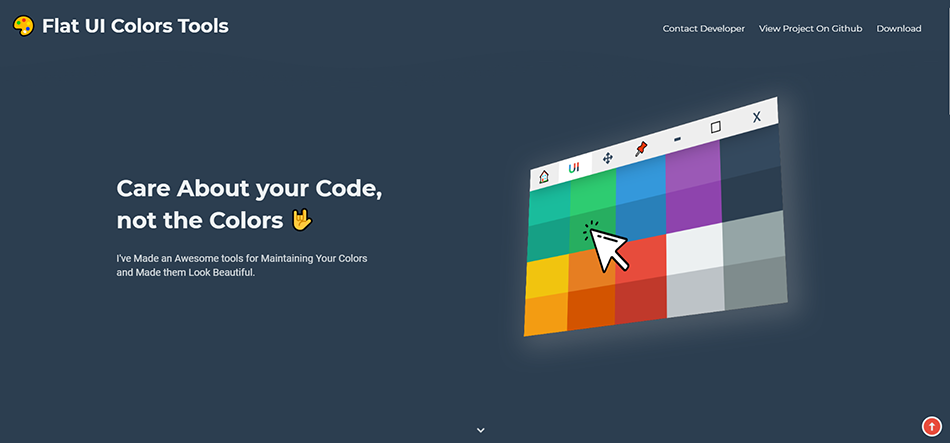 Flat UI Colors Tools
Contact Developer View Project On Github Download
UI
X
Care About your Code,
not the Colors 🤘
I've Made an Awesome tools for Maintaining Your Colors
and Made them Look Beautiful.